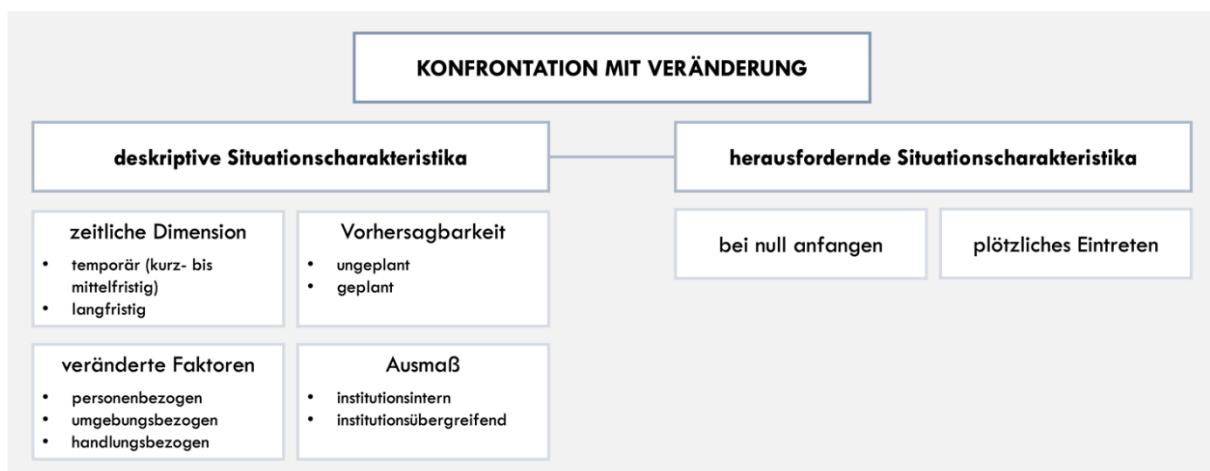 KONFRONTATION MIT VERÄNDERUNG
deskriptive Situationscharakteristika
herausfordernde Situationscharakteristika
zeitliche Dimension
• temporär (kurz- bis
mittelfristig)
• langfristig
Vorhersagbarkeit
• ungeplant
• geplant
bei null anfangen
plötzliches Eintreten
veränderte Faktoren
• personenbezogen
• umgebungsbezogen
• handlungsbezogen
Ausmaß
• institutionsintern
• institutionsübergreifend